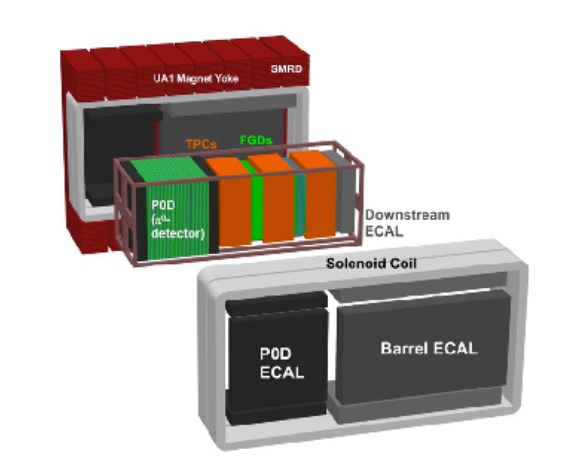 SMRD
UA1 Magnet Yoke
TPCs
FGDs
P0D
(π⁰-
detector)
Downstream
ECAL
Solenoid Coil
P0D
ECAL
Barrel ECAL